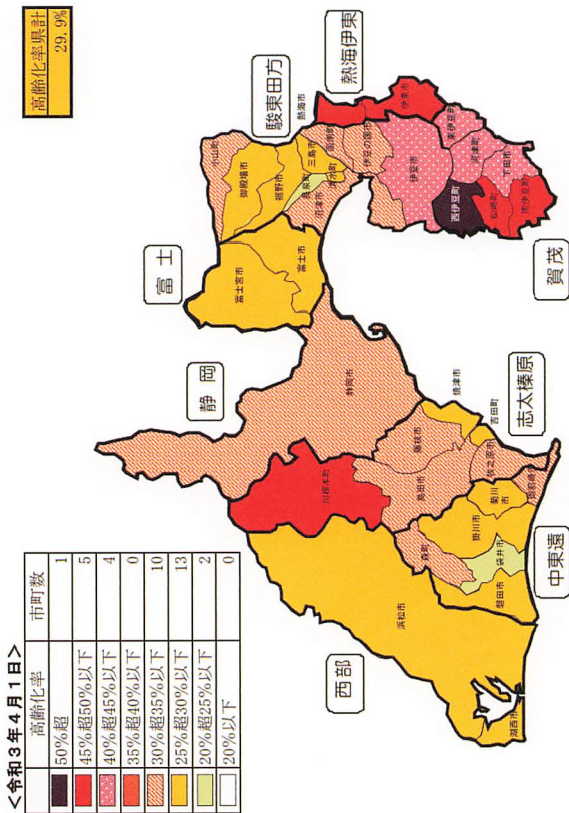 <令和3年4月1日>
高齢化率 市町数
50%超 1
45%超50%以下 5
40%超45%以下 4
35%超40%以下 0
30%超35%以下 10
25%超30%以下 13
20%超25%以下 2
20%以下 0
高齢化率県計
29.9%
西部
中東遠
志太榛原
静岡
富士
駿東田方
熱海伊東
賀茂
湖西市
浜松市
磐田市
袋井市
森町
掛川市
菊川市
御前崎市
牧之原市
吉田町
島田市
川根本町
藤枝市
焼津市
静岡市
富士宮市
富士市
小山町
御殿場市
裾野市
長泉町
三島市
清水町
沼津市
函南町
伊豆の国市
熱海市
伊東市
伊豆市
東伊豆町
河津町
西伊豆町
下田市
松崎町
南伊豆町